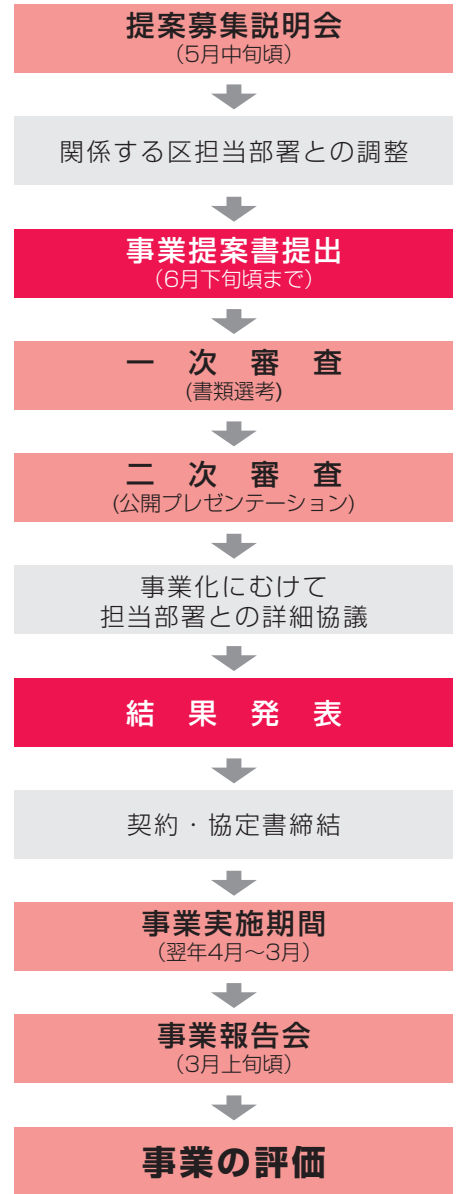 提案募集説明会
（5月中旬頃）
関係する区担当部署との調整
事業提案書提出
（6月下旬頃まで）
一次審査
(書類選考)
二次審査
(公開プレゼンテーション)
事業化にむけて
担当部署との詳細協議
結果発表
契約・協定書締結
事業実施期間
（翌年4月～3月）
事業報告会
（3月上旬頃）
事業の評価